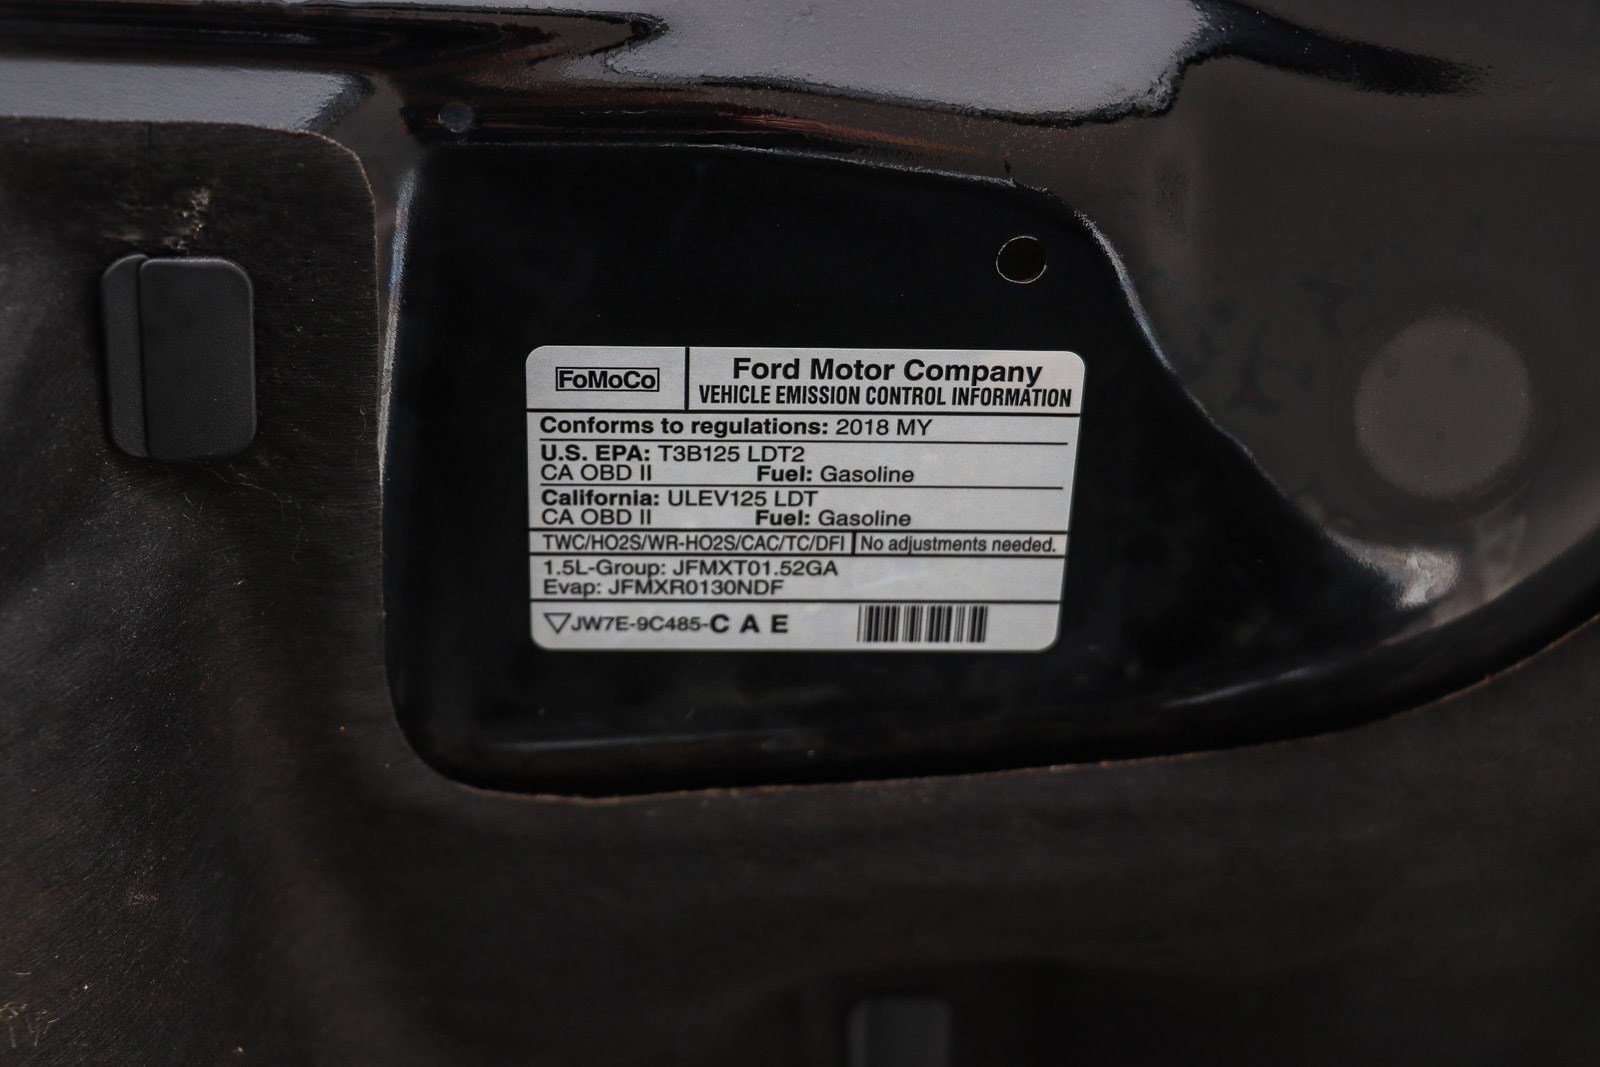 FoMoCo
Ford Motor Company
VEHICLE EMISSION CONTROL INFORMATION
Conforms to regulations: 2018 MY
U.S. EPA: T3B125 LDT2
CA OBD II Fuel: Gasoline
California: ULEV125 LDT
CA OBD II Fuel: Gasoline
TWC/HO2S/WR-HO2S/CAC/TC/DFI No adjustments needed.
1.5L-Group: JFMXT01.52GA
Evap: JFMXR0130NDF
JW7E-9C485-C A E